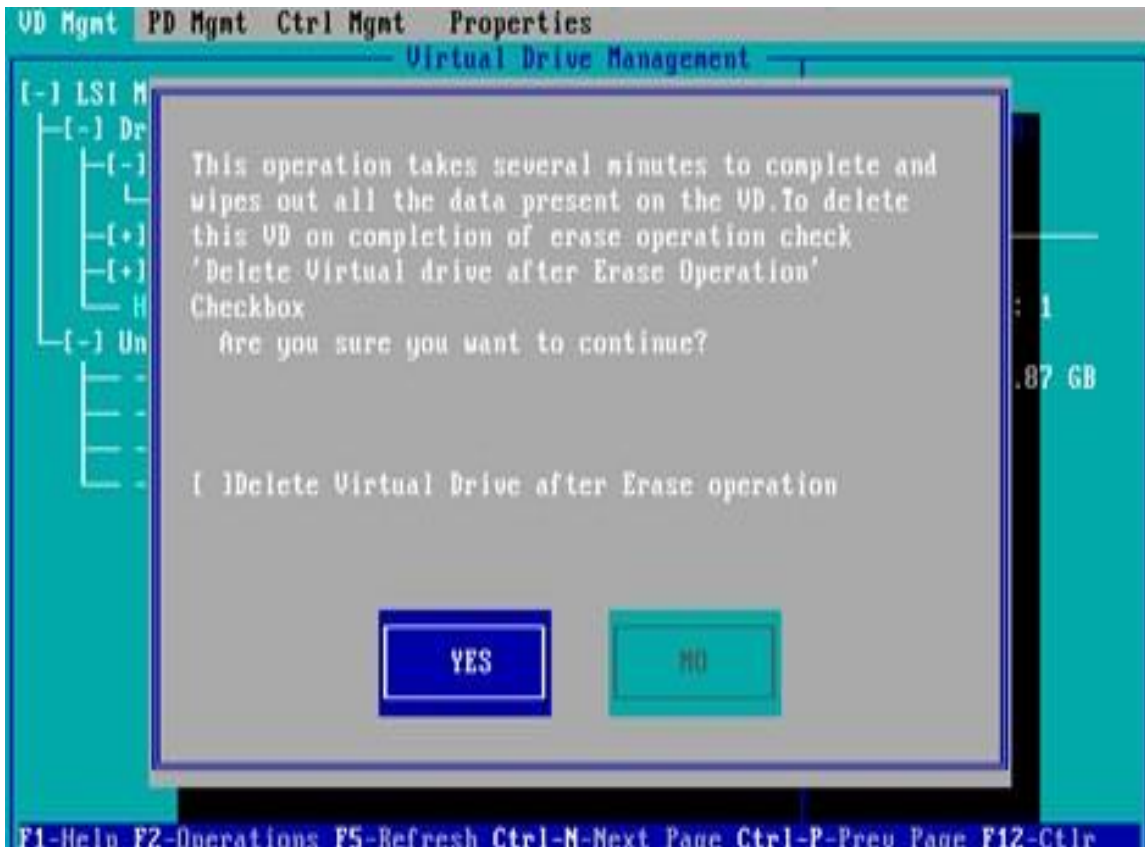 VD Mgmt PD Mgmt Ctrl Mgmt Properties
Virtual Drive Management
[-] LSI M
[-] Dr
[-]
[+]
[+]
H
[-] Un
: 1
.87 GB
This operation takes several minutes to complete and
wipes out all the data present on the VD.To delete
this VD on completion of erase operation check
'Delete Virtual drive after Erase Operation'
Checkbox
Are you sure you want to continue?
[ ]Delete Virtual Drive after Erase operation
YES NO
F1-Help F2-Operations F5-Refresh Ctrl-N-Next Page Ctrl-P-Prev Page F12-Ctlr